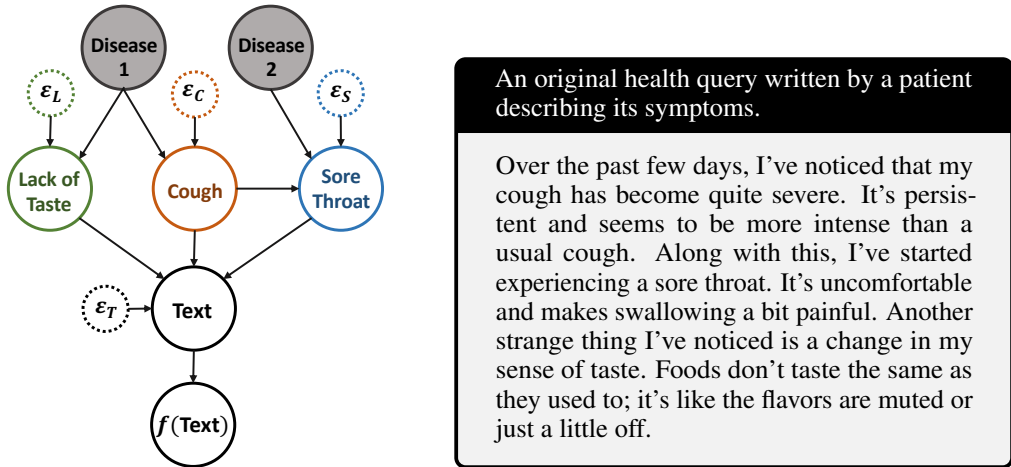 Disease
1
Disease
2
ε_L
ε_C
ε_S
Lack of
Taste
Cough
Sore
Throat
ε_T
Text
f(Text)
An original health query written by a patient
describing its symptoms.
Over the past few days, I've noticed that my
cough has become quite severe. It's persis-
tent and seems to be more intense than a
usual cough. Along with this, I've started
experiencing a sore throat. It's uncomfortable
and makes swallowing a bit painful. Another
strange thing I've noticed is a change in my
sense of taste. Foods don't taste the same as
they used to; it's like the flavors are muted or
just a little off.